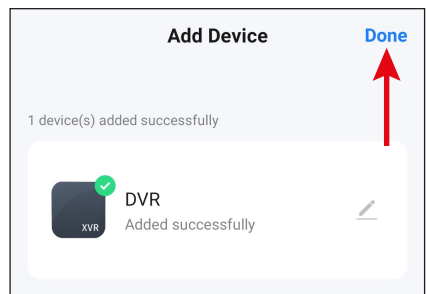 Add Device
Done
1 device(s) added successfully
DVR
XVR
Added successfully